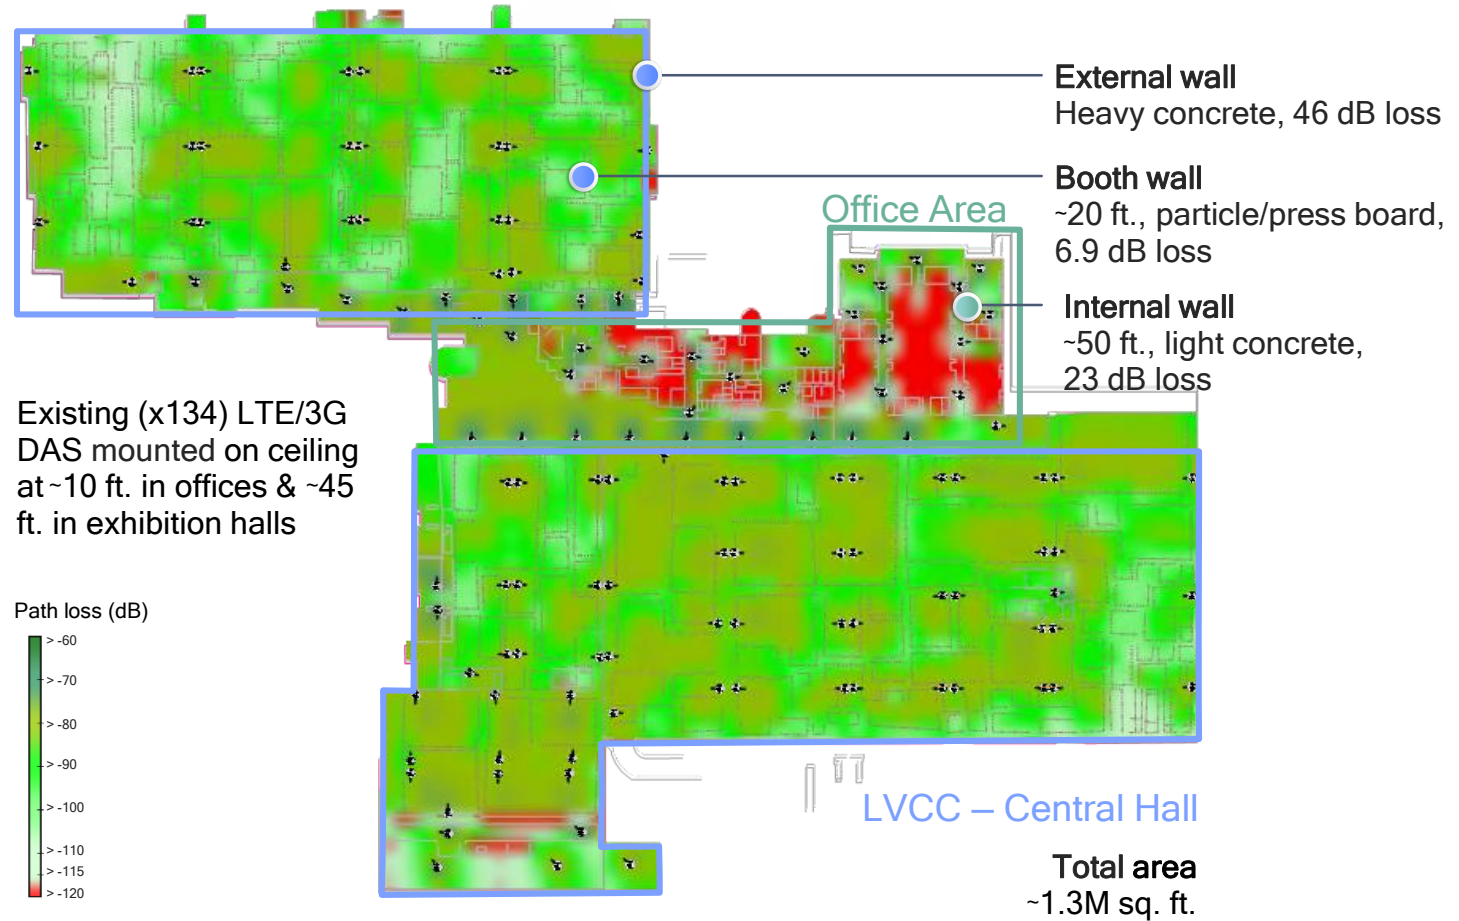 External wall
Heavy concrete, 46 dB loss
Booth wall
~20 ft., particle/press board,
6.9 dB loss
Office Area
Internal wall
~50 ft., light concrete,
23 dB loss
Existing (x134) LTE/3G
DAS mounted on ceiling
at ~10 ft. in offices & ~45
ft. in exhibition halls
Path loss (dB)
> -60
> -70
> -80
> -90
> -100
> -110
> -115
> -120
LVCC – Central Hall
Total area
~1.3M sq. ft.